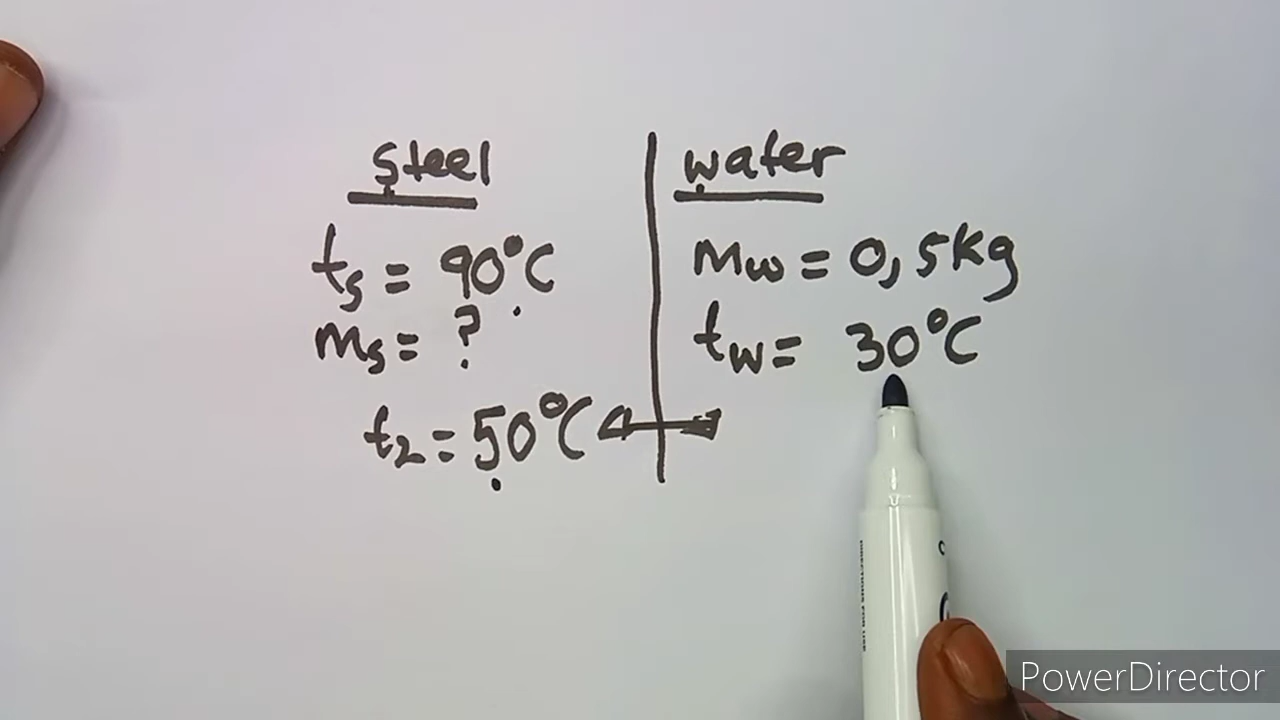 steel
ts = 90°C
ms = ?
t2 = 50°C
water
mw = 0,5kg
tw = 30°C
PowerDirector